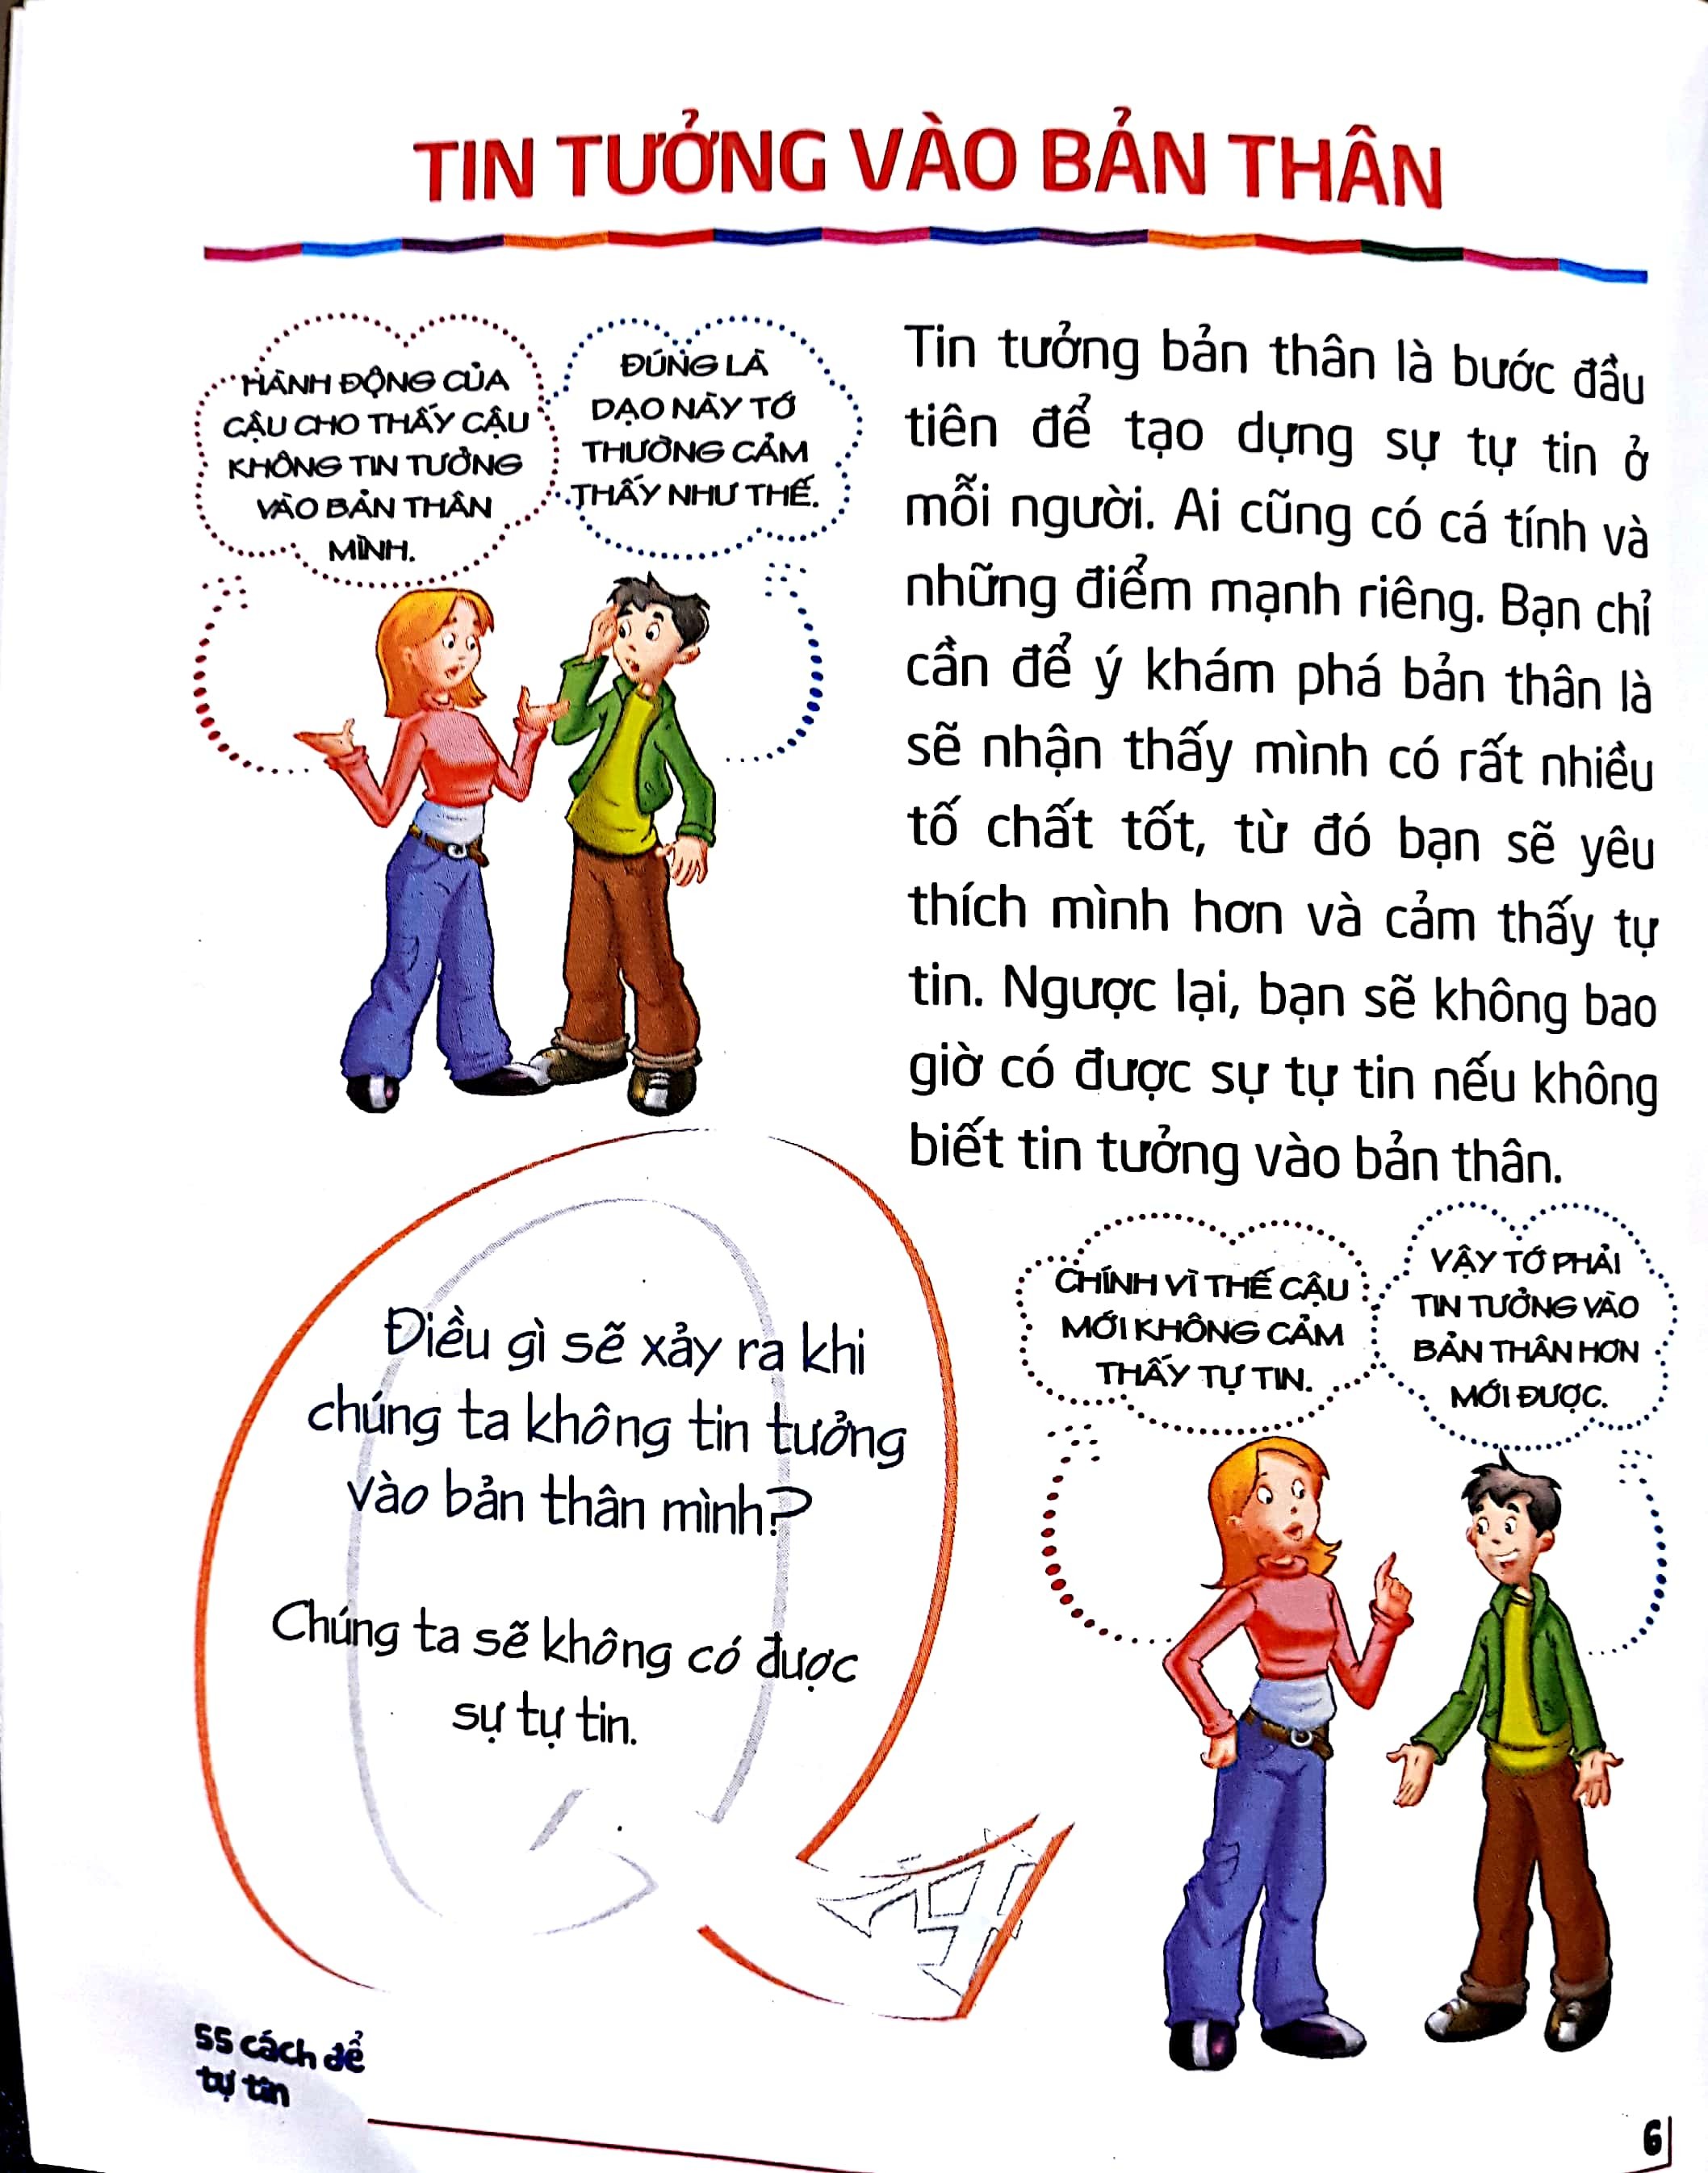 TIN TƯỞNG VÀO BẢN THÂN
HÀNH ĐỘNG CỦA
CẬU CHO THẤY CẬU
KHÔNG TIN TƯỞNG
VÀO BẢN THÂN
MÌNH.
ĐÚNG LÀ
DẠO NÀY TỚ
THƯỜNG CẢM
THẤY NHƯ THẾ.
Tin tưởng bản thân là bước đầu
tiên để tạo dựng sự tự tin ở
mỗi người. Ai cũng có cá tính và
những điểm mạnh riêng. Bạn chỉ
cần để ý khám phá bản thân là
sẽ nhận thấy mình có rất nhiều
tố chất tốt, từ đó bạn sẽ yêu
thích mình hơn và cảm thấy tự
tin. Ngược lại, bạn sẽ không bao
giờ có được sự tự tin nếu không
biết tin tưởng vào bản thân.
Điều gì sẽ xảy ra khi
chúng ta không tin tưởng
vào bản thân mình?
Chúng ta sẽ không có được
sự tự tin.
CHÍNH VÌ THẾ CẬU
MỚI KHÔNG CẢM
THẤY TỰ TIN.
VẬY TỚ PHẢI
TIN TƯỞNG VÀO
BẢN THÂN HƠN
MỚI ĐƯỢC.
55 cách để
tự tin
6